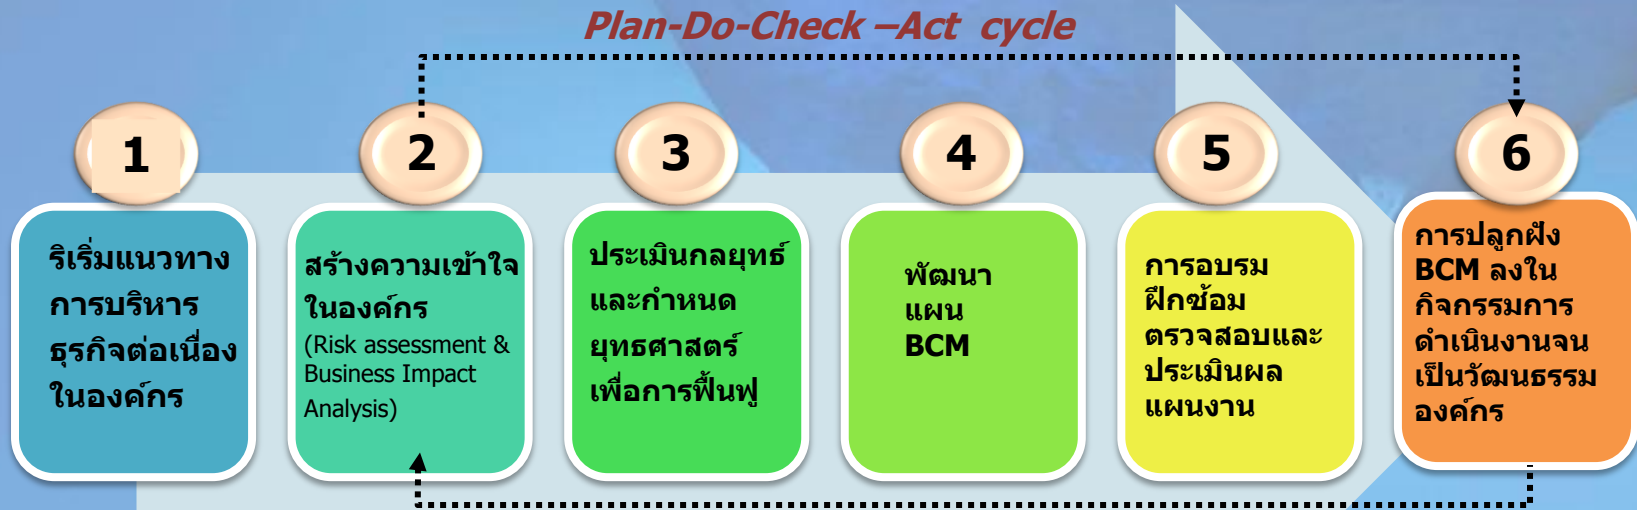 Plan-Do-Check –Act cycle
1
ริเริ่มแนวทาง
การบริหาร
ธุรกิจต่อเนื่อง
ในองค์กร
2
สร้างความเข้าใจ
ในองค์กร
(Risk assessment &
Business Impact
Analysis)
3
ประเมินกลยุทธ์
และกำหนด
ยุทธศาสตร์
เพื่อการฟื้นฟู
4
พัฒนา
แผน
BCM
5
การอบรม
ฝึกซ้อม
ตรวจสอบและ
ประเมินผล
แผนงาน
6
การปลูกฝัง
BCM ลงใน
กิจกรรมการ
ดำเนินงานจน
เป็นวัฒนธรรม
องค์กร